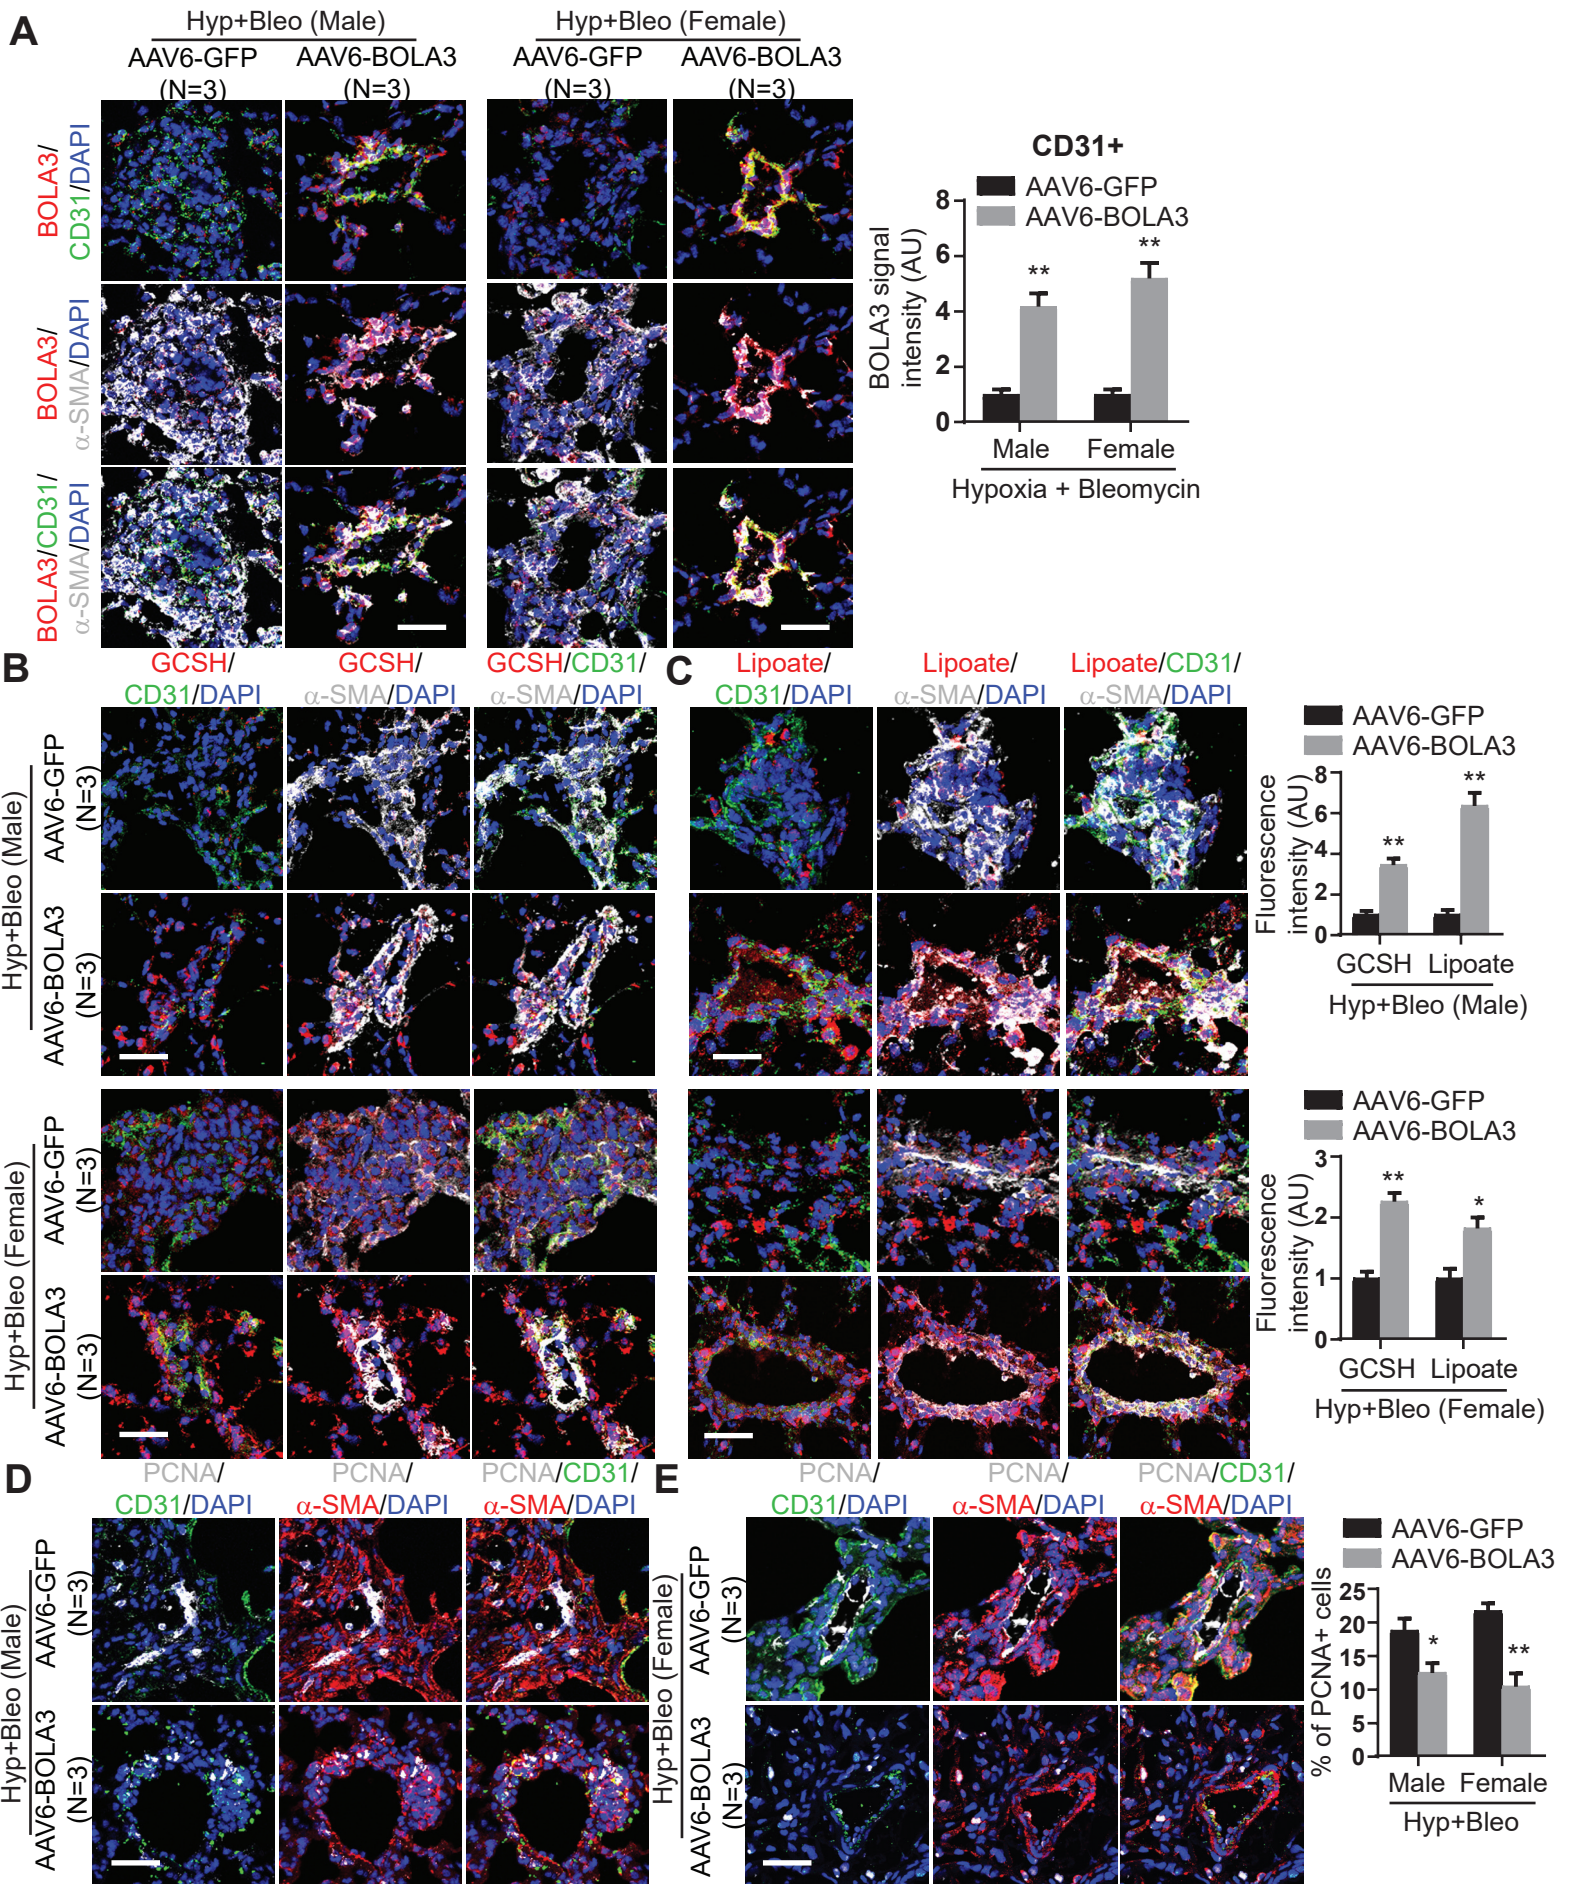 A
Hyp+Bleo (Male)
Hyp+Bleo (Female)
AAV6-GFP
(N=3)
AAV6-BOLA3
(N=3)
AAV6-GFP
(N=3)
AAV6-BOLA3
(N=3)
BOLA3/
CD31/DAPI
BOLA3/
α-SMA/DAPI
BOLA3/CD31/
α-SMA/DAPI
CD31+
AAV6-GFP
AAV6-BOLA3
BOLA3 signal
intensity (AU)
8
6
4
2
0
**
**
Male
Female
Hypoxia + Bleomycin
B
GCSH/
CD31/DAPI
GCSH/
α-SMA/DAPI
GCSH/CD31/
α-SMA/DAPI
Hyp+Bleo (Male)
AAV6-GFP
(N=3)
AAV6-BOLA3
(N=3)
Hyp+Bleo (Female)
AAV6-GFP
(N=3)
AAV6-BOLA3
(N=3)
C
Lipoate/
CD31/DAPI
Lipoate/
α-SMA/DAPI
Lipoate/CD31/
α-SMA/DAPI
AAV6-GFP
AAV6-BOLA3
Fluorescence
intensity (AU)
8
6
4
2
0
**
**
GCSH
Lipoate
Hyp+Bleo (Male)
AAV6-GFP
AAV6-BOLA3
Fluorescence
intensity (AU)
3
2
1
0
**
*
GCSH
Lipoate
Hyp+Bleo (Female)
D
PCNA/
CD31/DAPI
PCNA/
α-SMA/DAPI
PCNA/CD31/
α-SMA/DAPI
Hyp+Bleo (Male)
AAV6-GFP
(N=3)
AAV6-BOLA3
(N=3)
E
PCNA/
CD31/DAPI
PCNA/
α-SMA/DAPI
PCNA/CD31/
α-SMA/DAPI
Hyp+Bleo (Female)
AAV6-GFP
(N=3)
AAV6-BOLA3
(N=3)
AAV6-GFP
AAV6-BOLA3
% of PCNA+ cells
25
20
15
10
5
0
*
**
Male
Female
Hyp+Bleo